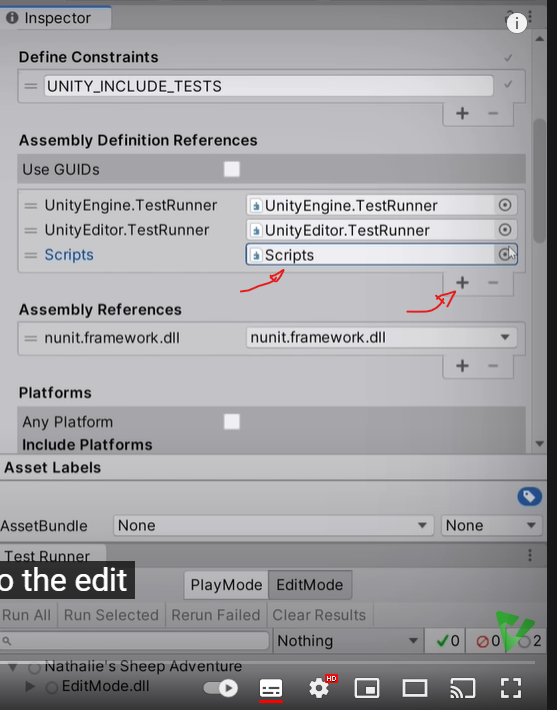 Inspector
Define Constraints
UNITY_INCLUDE_TESTS
Assembly Definition References
Use GUIDs
UnityEngine.TestRunner UnityEngine.TestRunner
UnityEditor.TestRunner UnityEditor.TestRunner
Scripts Scripts
Assembly References
nunit.framework.dll nunit.framework.dll
Platforms
Any Platform
Include Platforms
Asset Labels
AssetBundle None None
Test Runner
o the edit
PlayMode EditMode
Run All Run Selected Rerun Failed Clear Results
Nothing 0 0 2
Nathalie's Sheep Adventure
EditMode.dll
HD